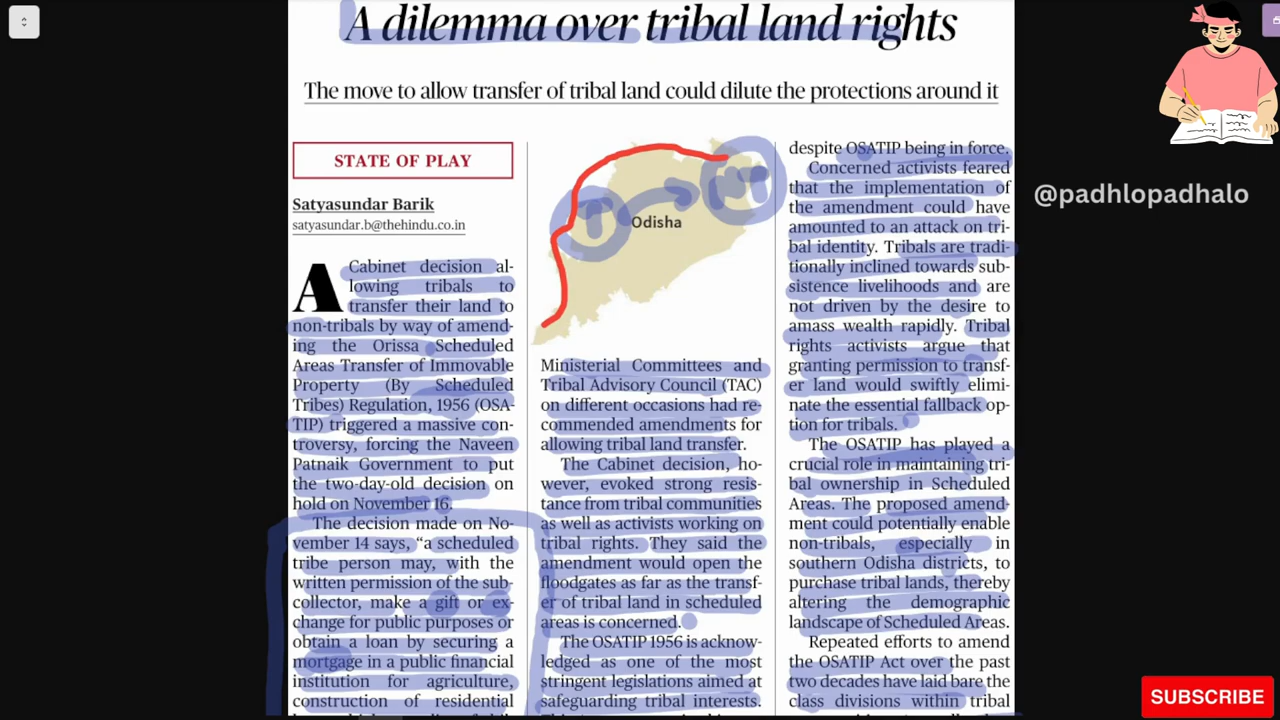 A dilemma over tribal land rights
The move to allow transfer of tribal land could dilute the protections around it
STATE OF PLAY
Satyasundar Barik
satyasundar.b@thehindu.co.in
A Cabinet decision al-
lowing tribals to
transfer their land to
non-tribals by way of amend-
ing the Orissa Scheduled
Areas Transfer of Immovable
Property (By Scheduled
Tribes) Regulation, 1956 (OSA-
TIP) triggered a massive con-
troversy, forcing the Naveen
Patnaik Government to put
the two-day-old decision on
hold on November 16.
The decision made on No-
vember 14 says, “a scheduled
tribe person may, with the
written permission of the sub-
collector, make a gift or ex-
change for public purposes or
obtain a loan by securing a
mortgage in a public financial
institution for agriculture,
construction of residential
Odisha
Ministerial Committees and
Tribal Advisory Council (TAC)
on different occasions had re-
commended amendments for
allowing tribal land transfer.
The Cabinet decision, ho-
wever, evoked strong resis-
tance from tribal communities
as well as activists working on
tribal rights. They said the
amendment would open the
floodgates as far as the transf-
er of tribal land in scheduled
areas is concerned.
The OSATIP 1956 is acknow-
ledged as one of the most
stringent legislations aimed at
safeguarding tribal interests.
despite OSATIP being in force.
Concerned activists feared
that the implementation of
the amendment could have
amounted to an attack on tri-
bal identity. Tribals are tradi-
tionally inclined towards sub-
sistence livelihoods and are
not driven by the desire to
amass wealth rapidly. Tribal
rights activists argue that
granting permission to transf-
er land would swiftly elimi-
nate the essential fallback op-
tion for tribals.
The OSATIP has played a
crucial role in maintaining tri-
bal ownership in Scheduled
Areas. The proposed amend-
ment could potentially enable
non-tribals, especially in
southern Odisha districts, to
purchase tribal lands, thereby
altering the demographic
landscape of Scheduled Areas.
Repeated efforts to amend
the OSATIP Act over the past
two decades have laid bare the
class divisions within tribal
@padhlopadhalo
SUBSCRIBE